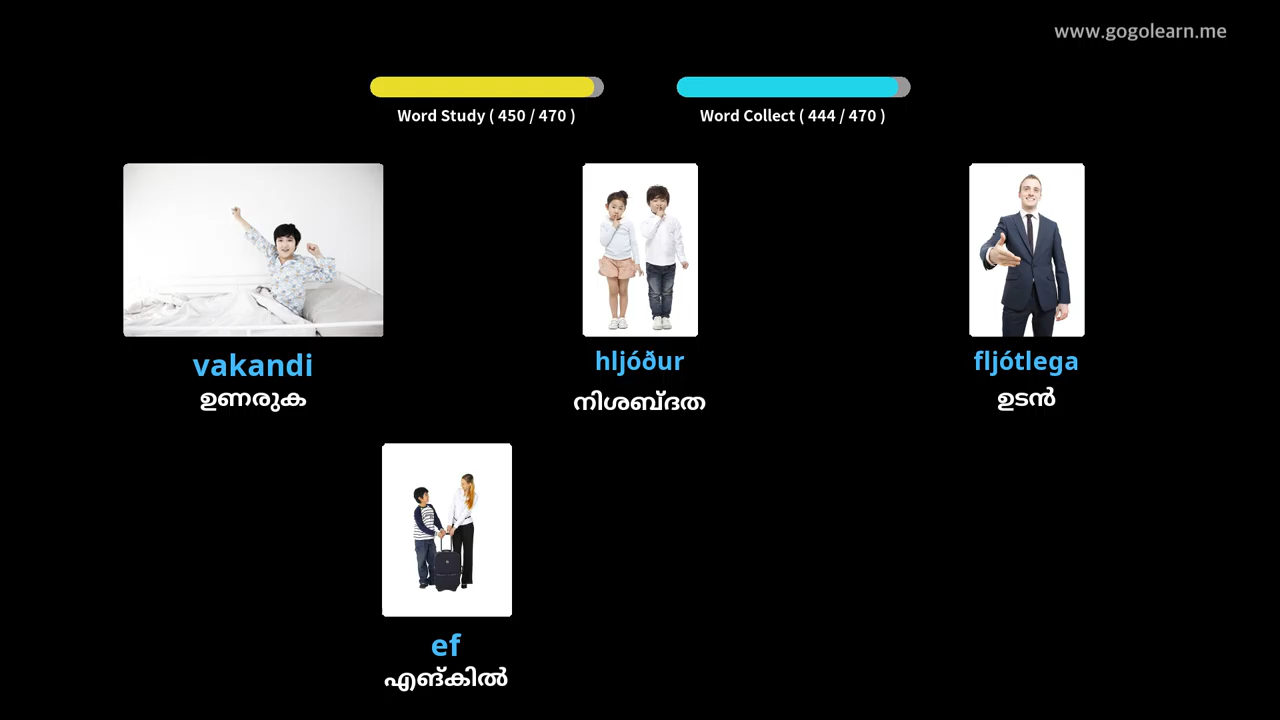 www.gogolearn.me
Word Study ( 450 / 470 )
Word Collect ( 444 / 470 )
vakandi
ഉണരുക
hljóður
നിശബ്ദത
fljótlega
ഉടൻ
ef
എങ്കിൽ